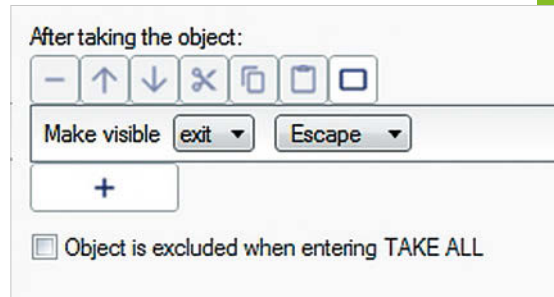 After taking the object:
Make visible exit Escape
Object is excluded when entering TAKE ALL